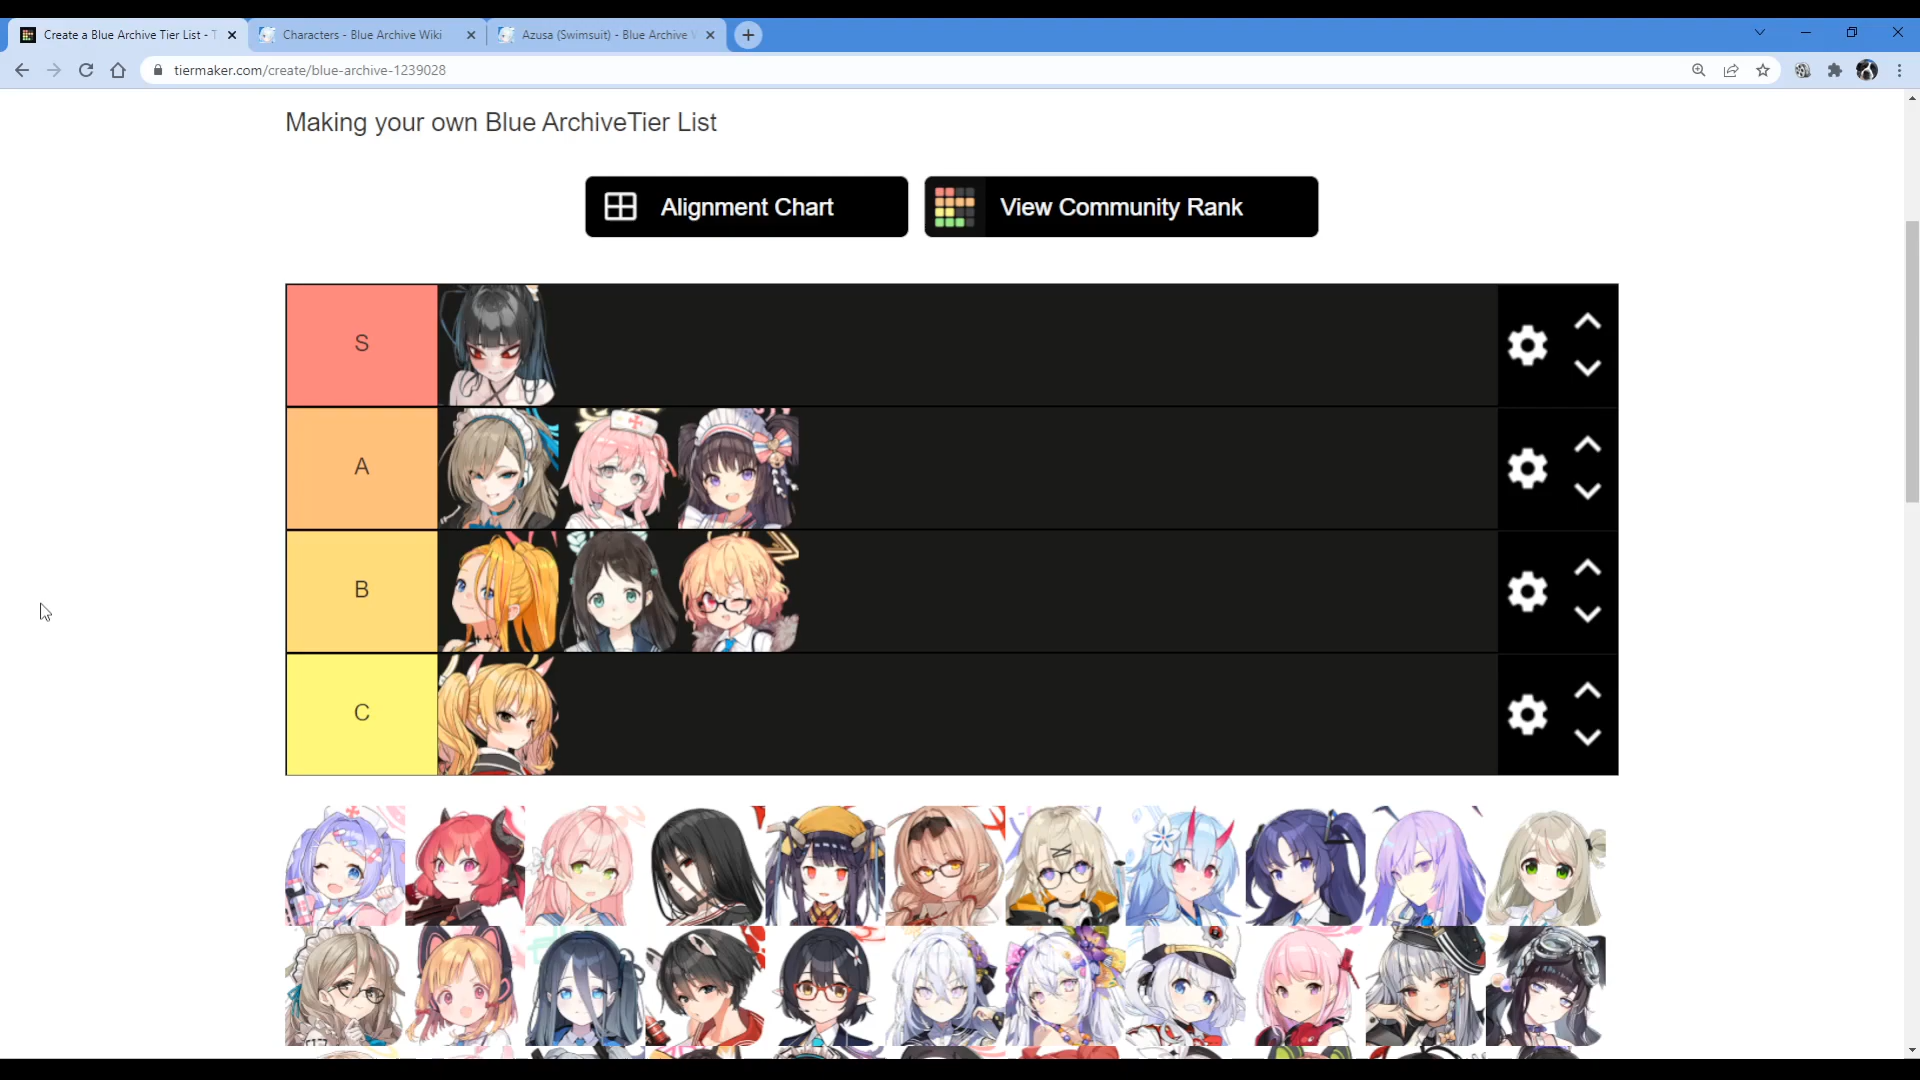 Create a Blue Archive Tier List - T
Characters - Blue Archive Wiki
Azusa (Swimsuit) - Blue Archive W
tiermaker.com/create/blue-archive-1239028
Making your own Blue ArchiveTier List
Alignment Chart
View Community Rank
S
A
B
C